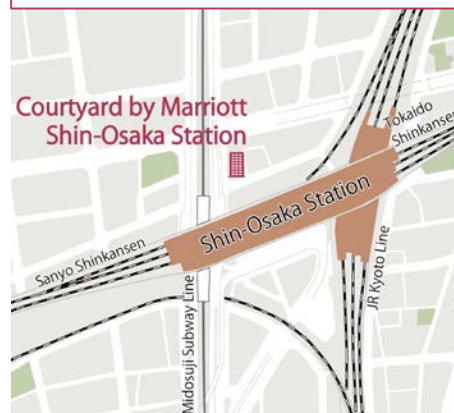 Courtyard by Marriott
Shin-Osaka Station
Tokaido
Shinkansen
Shin-Osaka Station
Sanyo Shinkansen
Midosuji Subway Line
JR Kyoto Line